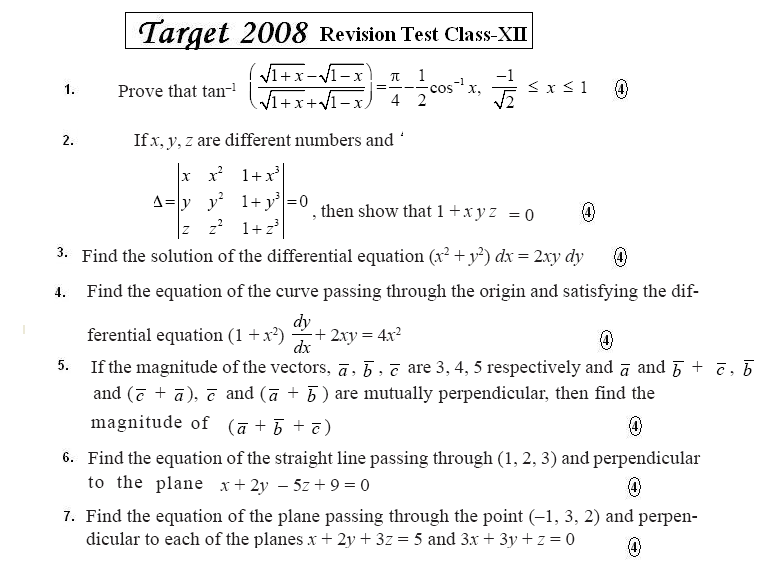 Target 2008 Revision Test Class-XII
1. Prove that tan⁻¹ ((√1+x − √1−x)/(√1+x + √1−x)) = π/4 − 1/2 cos⁻¹ x, −1/√2 ≤ x ≤ 1 (4)
2. If x, y, z are different numbers and '
|x x² 1+x³|
Δ= |y y² 1+y³| =0 , then show that 1 + x y z = 0 (4)
|z z² 1+z³|
3. Find the solution of the differential equation (x² + y²) dx = 2xy dy (4)
4. Find the equation of the curve passing through the origin and satisfying the dif-
ferential equation (1 + x²) dy/dx + 2xy = 4x² (4)
5. If the magnitude of the vectors, a̅, b̅, c̅ are 3, 4, 5 respectively and a̅ and b̅ + c̅, b̅
and (c̅ + a̅), c̅ and (a̅ + b̅) are mutually perpendicular, then find the
magnitude of (a̅ + b̅ + c̅) (4)
6. Find the equation of the straight line passing through (1, 2, 3) and perpendicular
to the plane x + 2y – 5z + 9 = 0 (4)
7. Find the equation of the plane passing through the point (–1, 3, 2) and perpen-
dicular to each of the planes x + 2y + 3z = 5 and 3x + 3y + z = 0 (4)